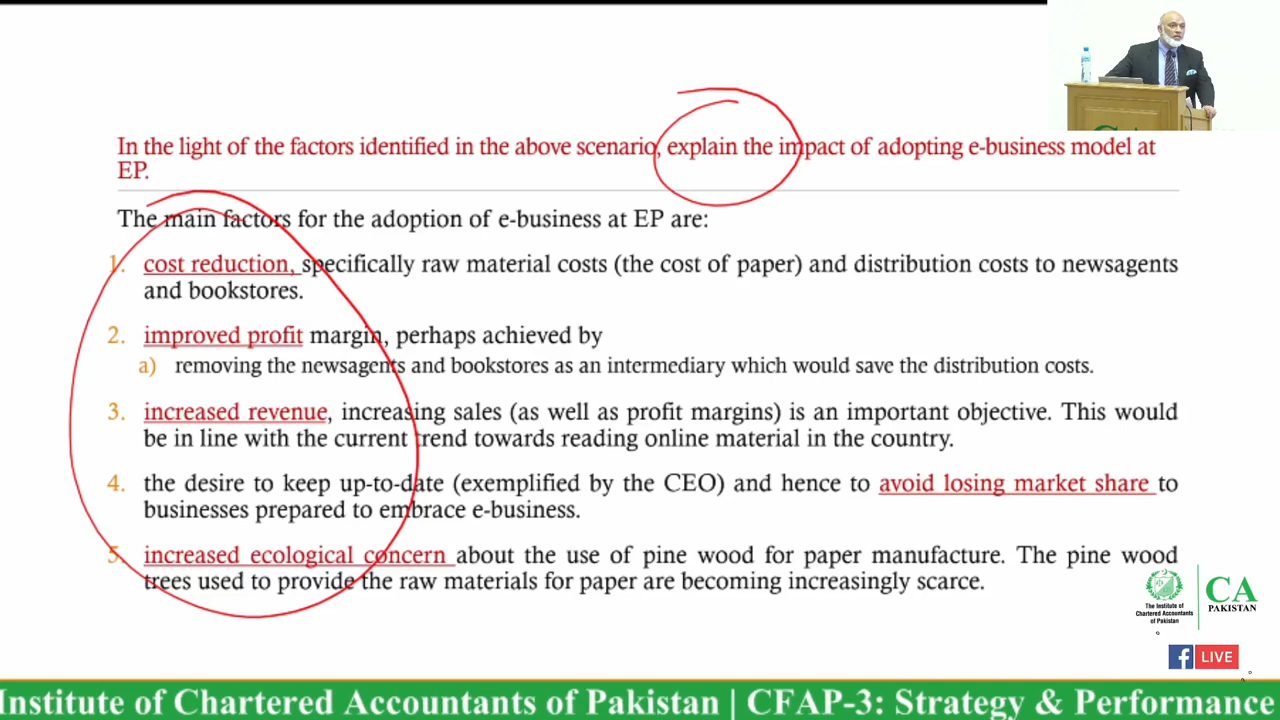 In the light of the factors identified in the above scenario, explain the impact of adopting e-business model at
EP.
The main factors for the adoption of e-business at EP are:
1. cost reduction, specifically raw material costs (the cost of paper) and distribution costs to newsagents
and bookstores.
2. improved profit margin, perhaps achieved by
a) removing the newsagents and bookstores as an intermediary which would save the distribution costs.
3. increased revenue, increasing sales (as well as profit margins) is an important objective. This would
be in line with the current trend towards reading online material in the country.
4. the desire to keep up-to-date (exemplified by the CEO) and hence to avoid losing market share to
businesses prepared to embrace e-business.
5. increased ecological concern about the use of pine wood for paper manufacture. The pine wood
trees used to provide the raw materials for paper are becoming increasingly scarce.
The Institute of
Chartered Accountants
of Pakistan
CA
PAKISTAN
f LIVE
Institute of Chartered Accountants of Pakistan | CFAP-3: Strategy & Performance